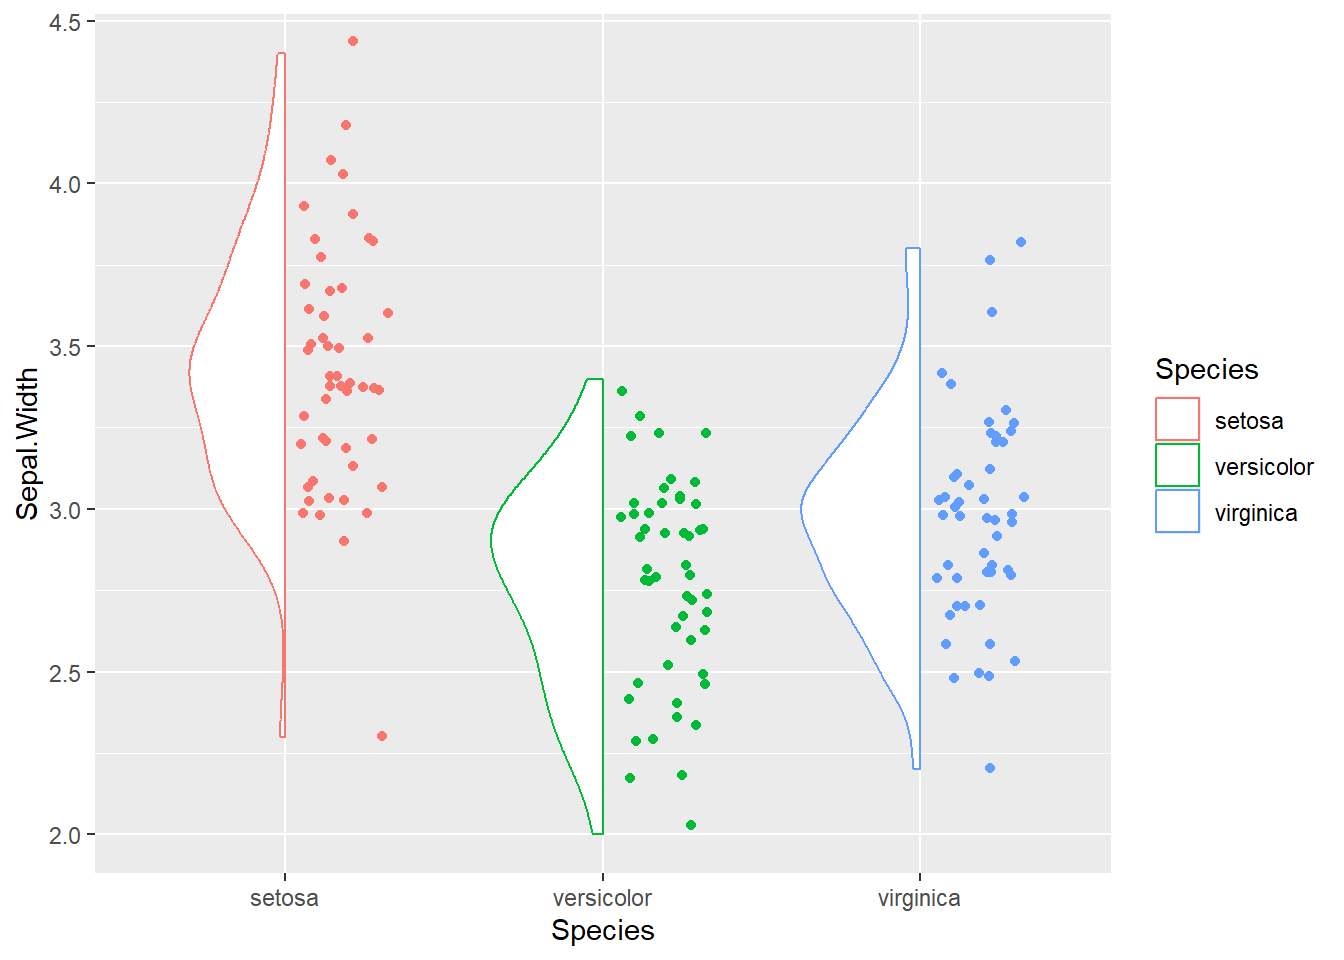 4.5
4.0
3.5
3.0
2.5
2.0
Sepal.Width
setosa
versicolor
virginica
Species
Species
setosa
versicolor
virginica